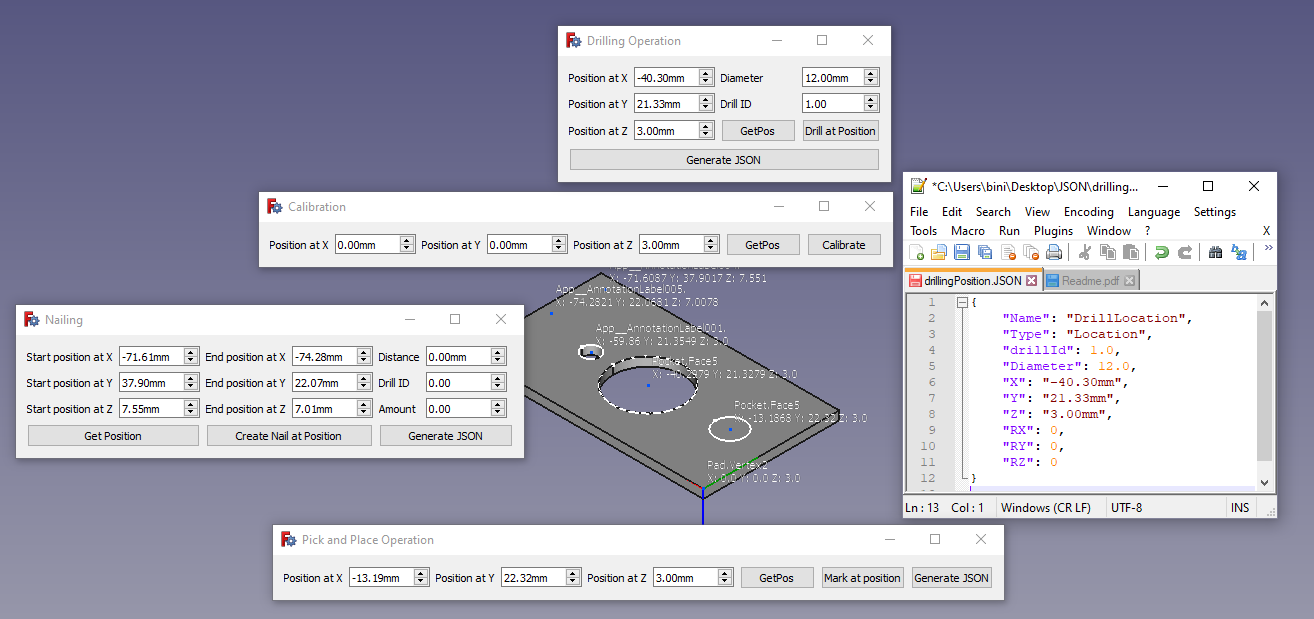 Drilling Operation
Position at X -40.30mm Diameter 12.00mm
Position at Y 21.33mm Drill ID 1.00
Position at Z 3.00mm GetPos Drill at Position
Generate JSON
Calibration
Position at X 0.00mm Position at Y 0.00mm Position at Z 3.00mm GetPos Calibrate
X: -71.6087 Y: 37.9017 Z: 7.551
App__AnnotationLabel005.
X: -74.2821 Y: 22.0681 Z: 7.0078
App__AnnotationLabel001.
X: -59.86 Y: 21.3549 Z: 3.0
Pocket.Face5
X: -40.2979 Y: 21.3279 Z: 3.0
Pocket.Face5
X: -13.1868 Y: 22.32 Z: 3.0
Pad.Vertex2
X: 0.0 Y: 0.0 Z: 3.0
Nailing
Start position at X -71.61mm End position at X -74.28mm Distance 0.00mm
Start position at Y 37.90mm End position at Y 22.07mm Drill ID 0.00
Start position at Z 7.55mm End position at Z 7.01mm Amount 0.00
Get Position Create Nail at Position Generate JSON
*C:\Users\bini\Desktop\JSON\drilling...
File Edit Search View Encoding Language Settings
Tools Macro Run Plugins Window ? X
drillingPosition.JSON Readme.pdf
1 {
2 "Name": "DrillLocation",
3 "Type": "Location",
4 "drillId": 1.0,
5 "Diameter": 12.0,
6 "X": "-40.30mm",
7 "Y": "21.33mm",
8 "Z": "3.00mm",
9 "RX": 0,
10 "RY": 0,
11 "RZ": 0
12 }
Ln : 13 Col : 1 Windows (CR LF) UTF-8 INS
Pick and Place Operation
Position at X -13.19mm Position at Y 22.32mm Position at Z 3.00mm GetPos Mark at position Generate JSON